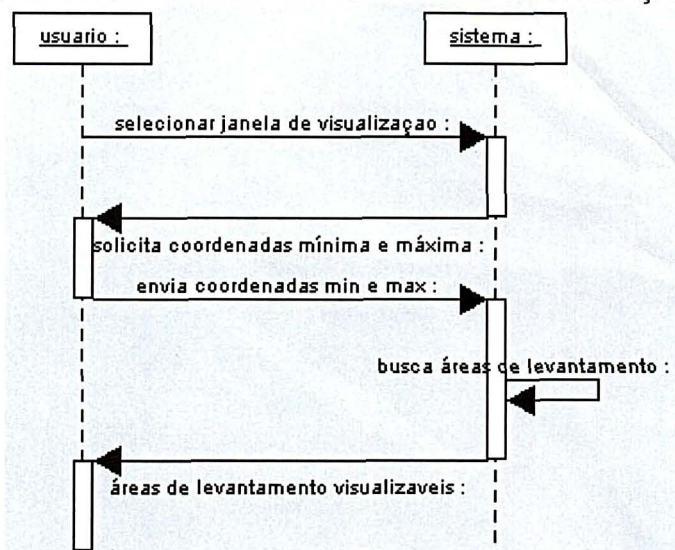 usuario :
sistema :
selecionar janela de visualizaçao :
solicita coordenadas mínima e máxima :
envia coordenadas min e max :
busca áreas de levantamento :
áreas de levantamento visualizaveis :